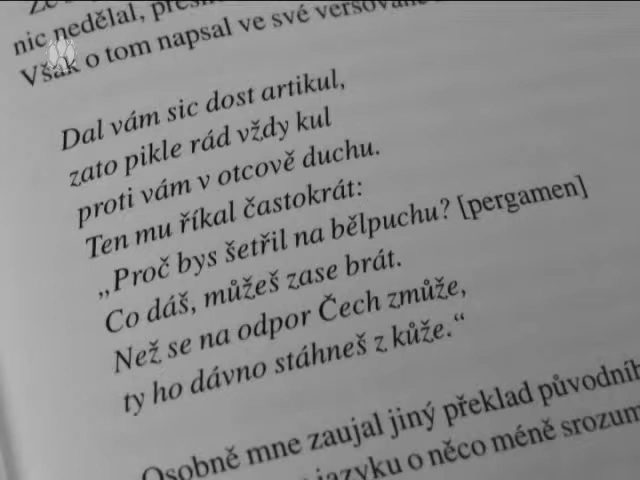 nic nedělal,
Však o tom napsal ve své
Dal vám sic dost artikul,
zato pikle rád vždy kul
proti vám v otcově duchu.
Ten mu říkal častokrát:
„Proč bys šetřil na bělpuchu? [pergamen]
Co dáš, můžeš zase brát.
Než se na odpor Čech zmůže,
ty ho dávno stáhneš z kůže.“
Osobně mne zaujal jiný překlad
jazyku o něco méně